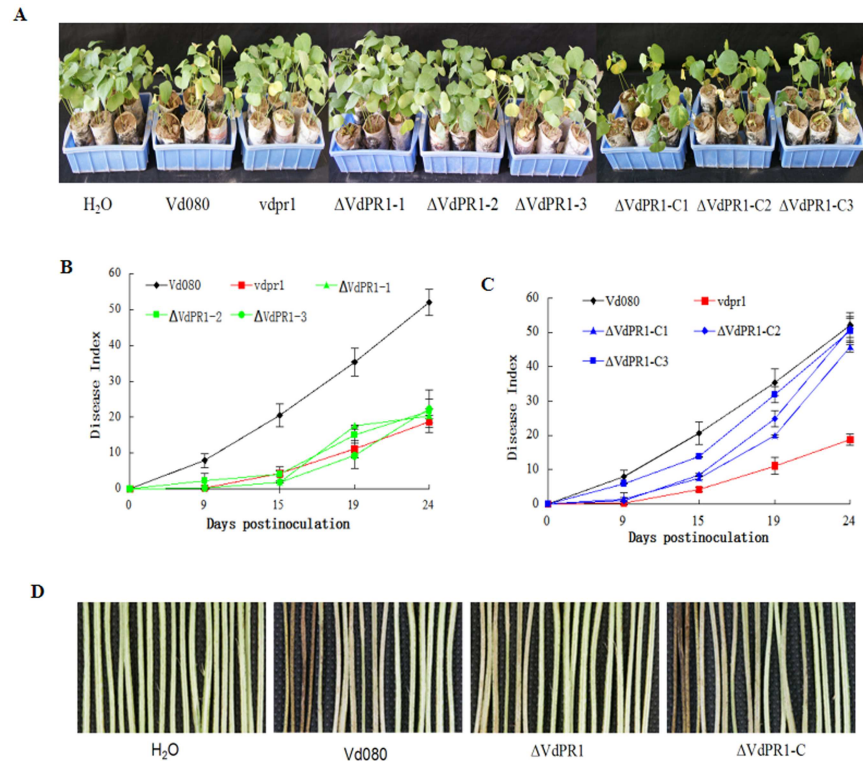 A
H₂O Vd080 vdpr1 ΔVdPR1-1 ΔVdPR1-2 ΔVdPR1-3 ΔVdPR1-C1 ΔVdPR1-C2 ΔVdPR1-C3
B
Vd080 vdpr1 ΔVdPR1-1
ΔVdPR1-2 ΔVdPR1-3
60
50
40
30
20
10
0
Disease Index
0 9 15 19 24
Days postinoculation
C
Vd080 vdpr1
ΔVdPR1-C1 ΔVdPR1-C2
ΔVdPR1-C3
60
50
40
30
20
10
0
Disease Index
0 9 15 19 24
Days postinoculation
D
H₂O Vd080 ΔVdPR1 ΔVdPR1-C